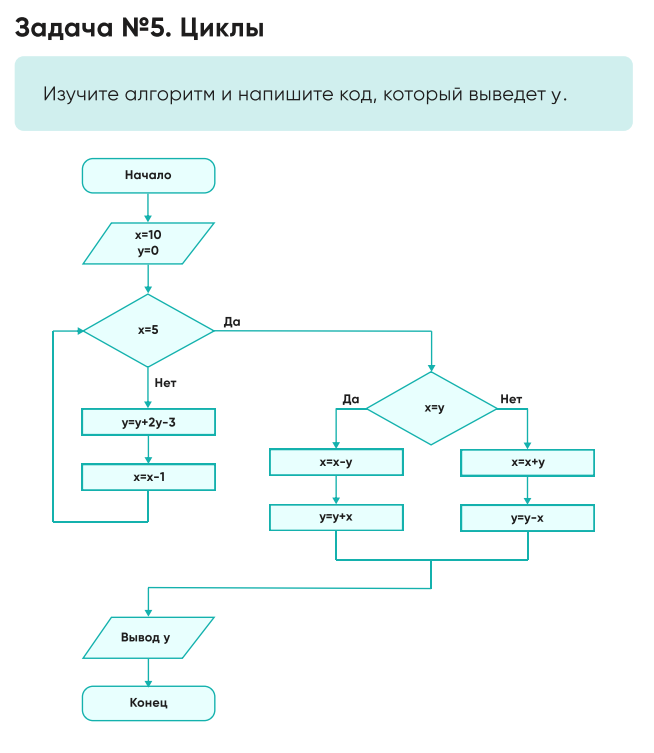 Задача №5. Циклы
Изучите алгоритм и напишите код, который выведет y.
Начало
x=10
y=0
x=5
Да
Нет
y=y+2y-3
x=x-1
x=y
Да
Нет
x=x-y
x=x+y
y=y+x
y=y-x
Вывод y
Конец